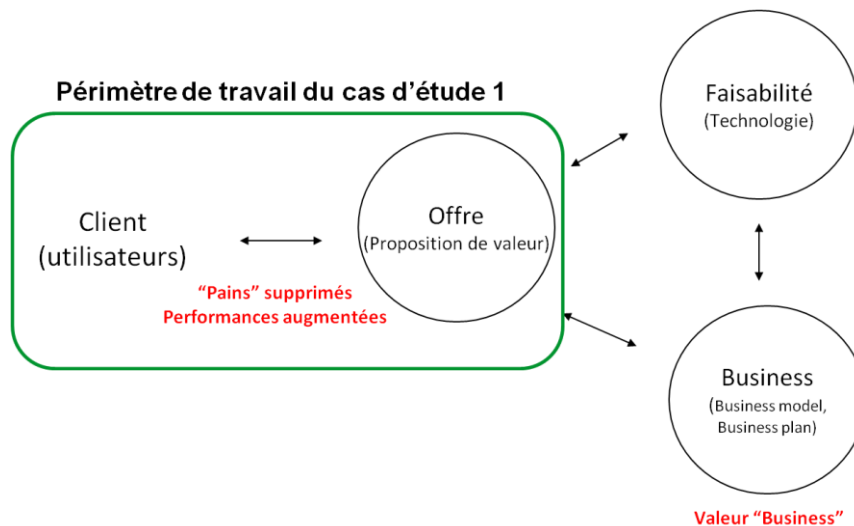 Périmètre de travail du cas d’étude 1
Client
(utilisateurs)
“Pains” supprimés
Performances augmentées
Offre
(Proposition de valeur)
Faisabilité
(Technologie)
Business
(Business model,
Business plan)
Valeur “Business”